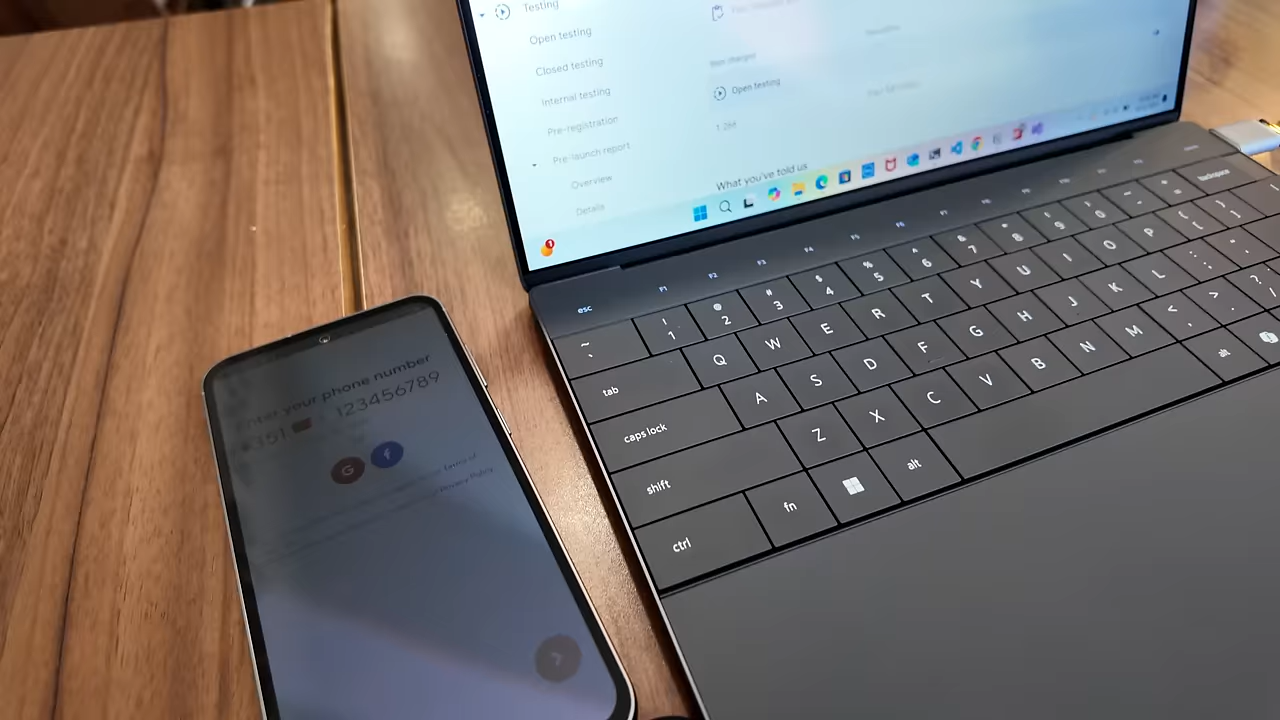 Testing
Open testing
Closed testing
Internal testing
Pre-registration
Pre-launch report
Overview
Details
Open testing
What you've told us
1
Enter your phone number
+351 123456789
G f
Terms of
Privacy Policy
esc F1 F2 F3 F4 F5 F6 F7 F8
~ ! @ # $ % ^ & * ( ) _ +
` 1 2 3 4 5 6 7 8 9 0 - = backspace
tab Q W E R T Y U I O P { [ } ] |
caps lock A S D F G H J K L : ; " '
shift Z X C V B N M < , > . ? /
ctrl fn alt alt